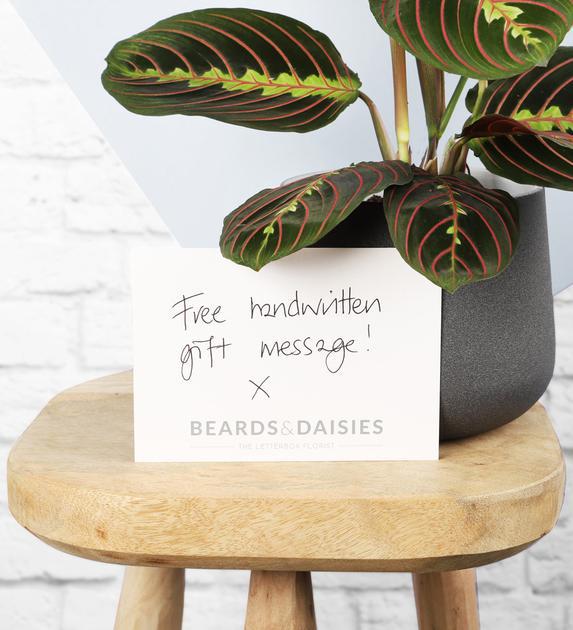 Free handwritten
gift message!
X
BEARDS&DAISIES
THE LETTERBOX FLORIST